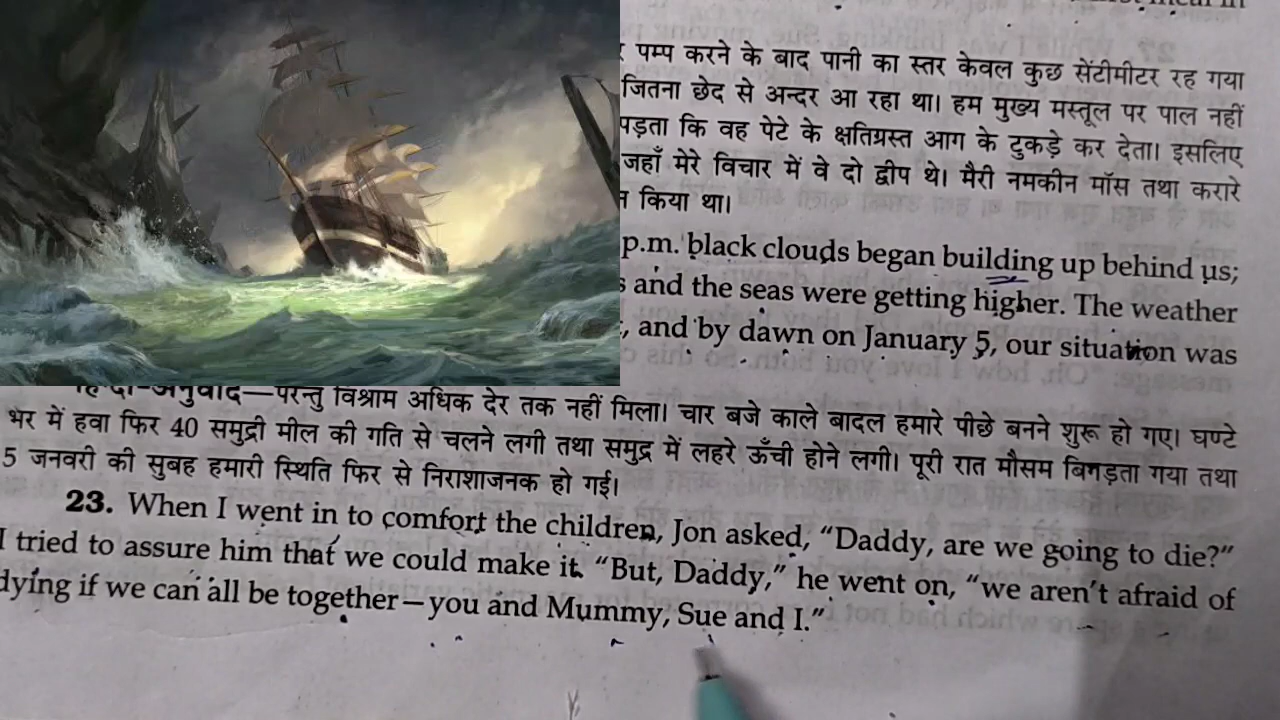 पम्प करने के बाद पानी का स्तर केवल कुछ सेंटीमीटर रह गया
जितना छेद से अन्दर आ रहा था। हम मुख्य मस्तूल पर पाल नहीं
पड़ता कि वह पेटे के क्षतिग्रस्त आग के टुकड़े कर देता। इसलिए
जहाँ मेरे विचार में वे दो द्वीप थे। मैरी नमकीन माँस तथा करारे
किया था।
p.m. black clouds began building up behind us;
and the seas were getting higher. The weather
, and by dawn on January 5, our situation was
हिन्दी-अनुवाद—परन्तु विश्राम अधिक देर तक नहीं मिला। चार बजे काले बादल हमारे पीछे बनने शुरू हो गए। घण्टे
भर में हवा फिर 40 समुद्री मील की गति से चलने लगी तथा समुद्र में लहरे ऊँची होने लगी। पूरी रात मौसम बिगड़ता गया तथा
5 जनवरी की सुबह हमारी स्थिति फिर से निराशाजनक हो गई।
23. When I went in to comfort the children, Jon asked, “Daddy, are we going to die?”
I tried to assure him that we could make it. “But, Daddy,” he went on, “we aren’t afraid of
dying if we can all be together—you and Mummy, Sue and I.”